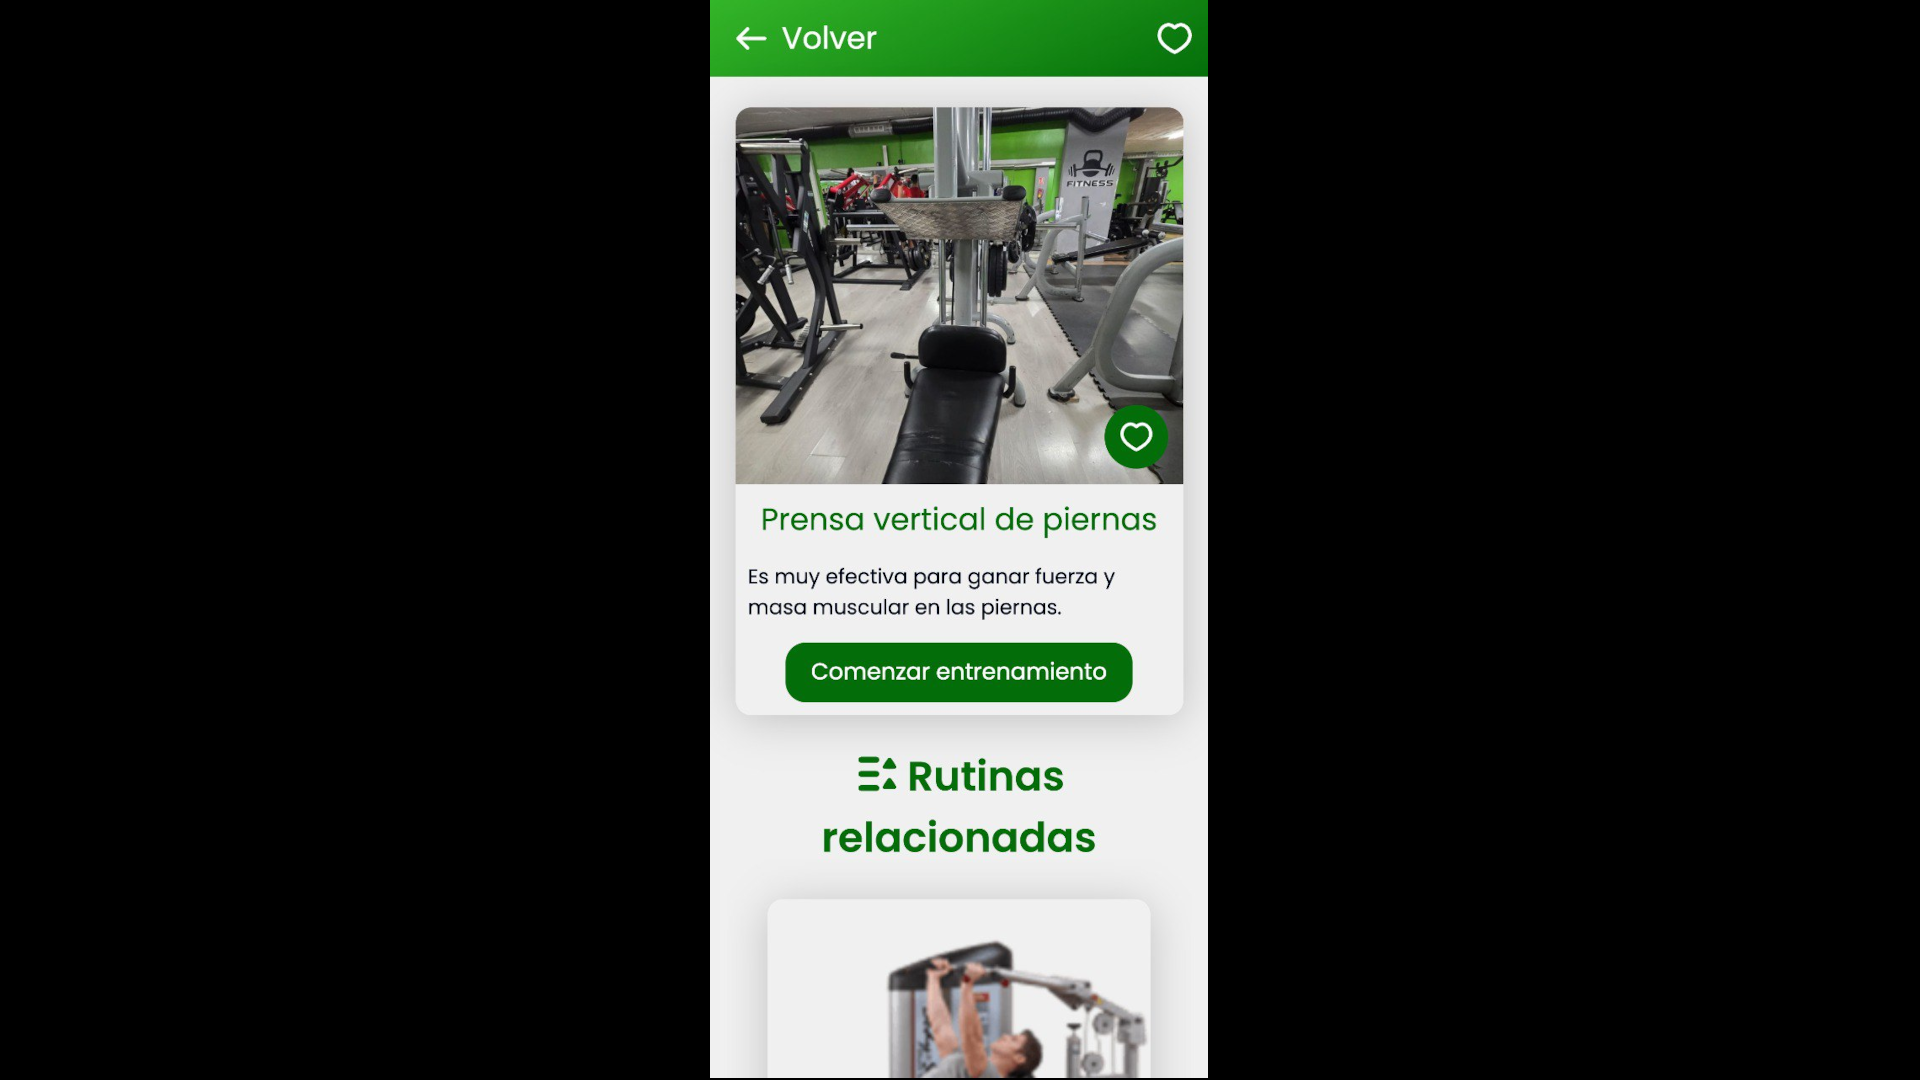 Volver
FITNESS
Prensa vertical de piernas
Es muy efectiva para ganar fuerza y
masa muscular en las piernas.
Comenzar entrenamiento
Rutinas
relacionadas